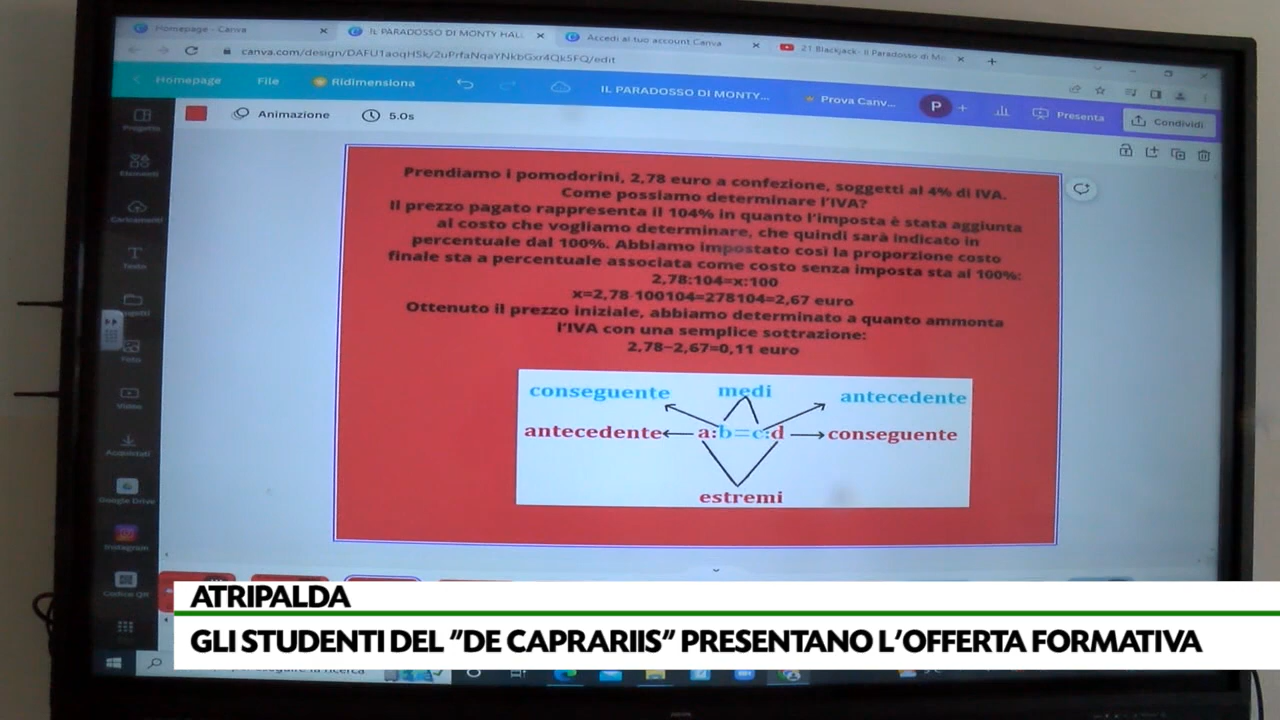 Homepage - Canva
IL PARADOSSO DI MONTY HAL
Accedi al tuo account Canva
21 Blackjack- Il Paradosso di Mo
canva.com/design/DAFU1aoqHSk/2uPrfaNqaYNkbGxr4Qk5FQ/edit
Homepage
File
Ridimensiona
IL PARADOSSO DI MONTY...
Prova Canv...
P
Presenta
Condividi
Animazione
5.0s
Progetta
Elementi
Caricamenti
Testo
Foto
Video
Google Drive
Instagram
Codice QR
Prendiamo i pomodorini, 2,78 euro a confezione, soggetti al 4% di IVA.
Come possiamo determinare l'IVA?
Il prezzo pagato rappresenta il 104% in quanto l'imposta è stata aggiunta
al costo che vogliamo determinare, che quindi sarà indicato in
percentuale dal 100%. Abbiamo impostato così la proporzione costo
finale sta a percentuale associata come costo senza imposta sta al 100%:
2,78:104=x:100
x=2,78·100104=278104=2,67 euro
Ottenuto il prezzo iniziale, abbiamo determinato a quanto ammonta
l'IVA con una semplice sottrazione:
2,78−2,67=0,11 euro
conseguente medi antecedente
antecedente a:b=c:d conseguente
estremi
ATRIPALDA
GLI STUDENTI DEL "DE CAPRARIIS" PRESENTANO L'OFFERTA FORMATIVA